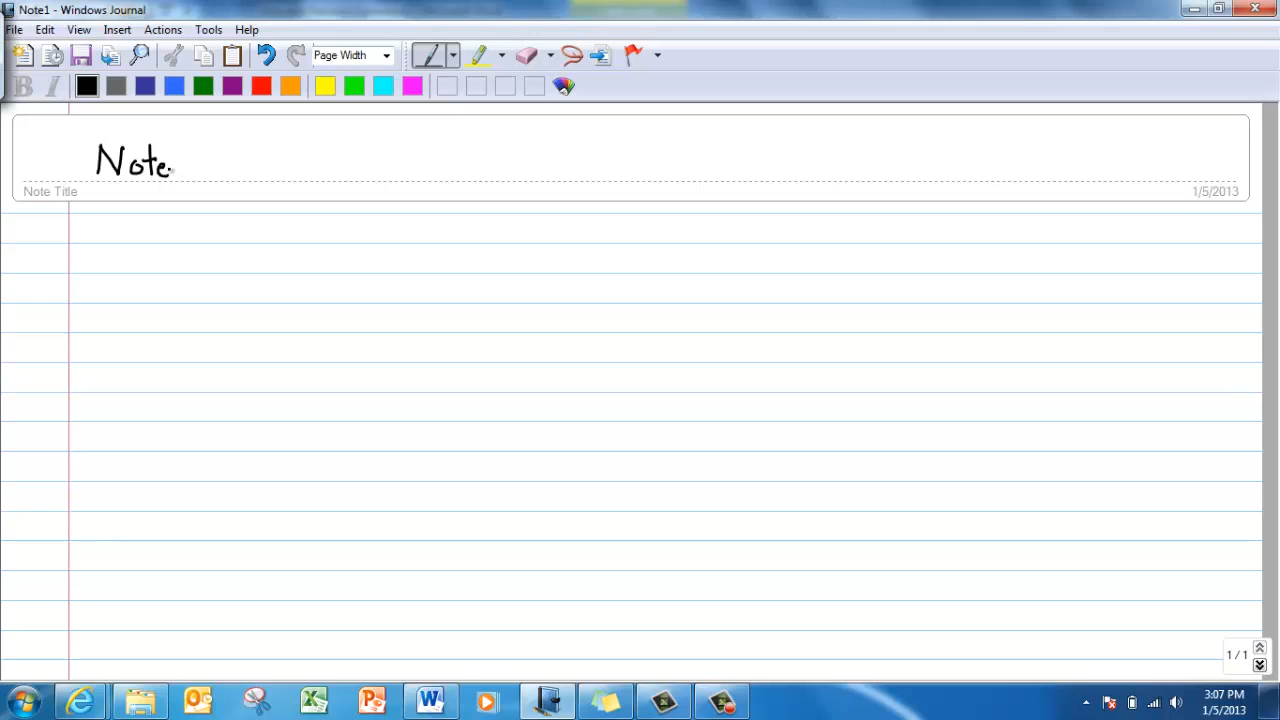 Note1 - Windows Journal
File Edit View Insert Actions Tools Help
Page Width
B I
Note
Note Title 1/5/2013
1 / 1
3:07 PM
1/5/2013